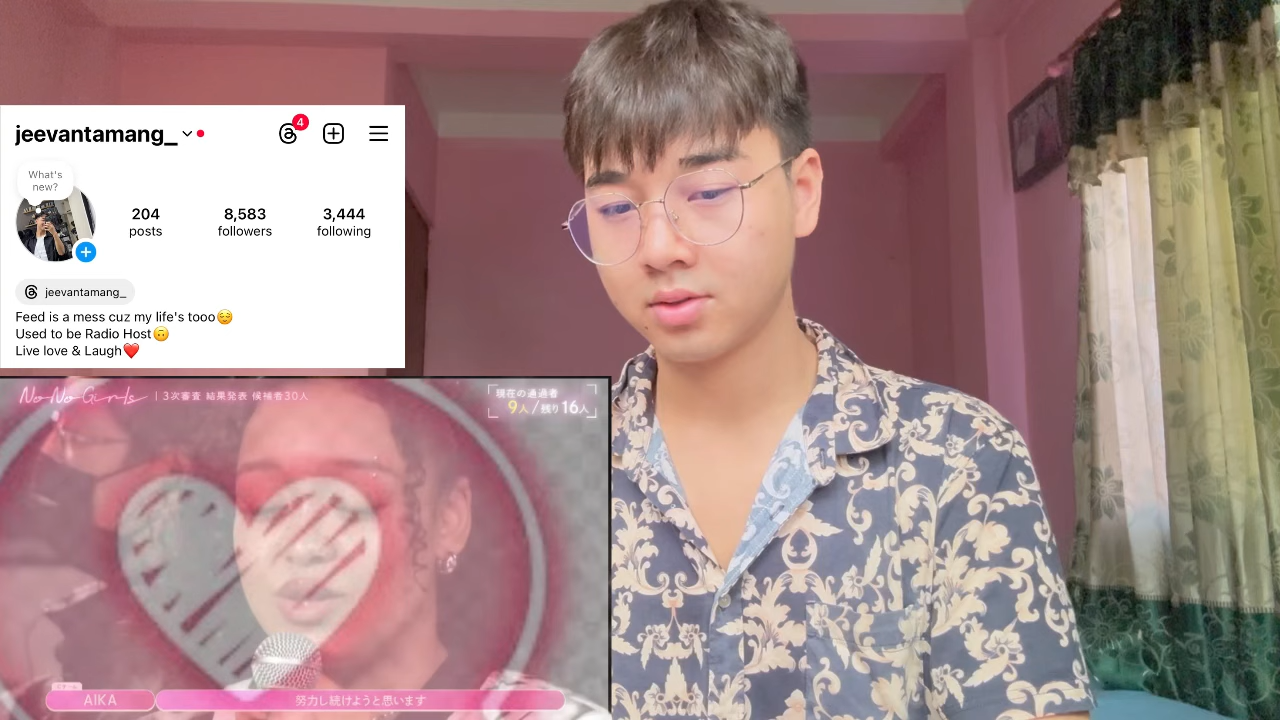 jeevantamang_
4
What's
new?
204
posts
8,583
followers
3,444
following
jeevantamang_
Feed is a mess cuz my life's tooo😌
Used to be Radio Host🙃
Live love & Laugh❤️
No No Girls | 3次審査 結果発表 候補者30人
現在の通過者
9人/残り16人
AIKA
努力し続けようと思います